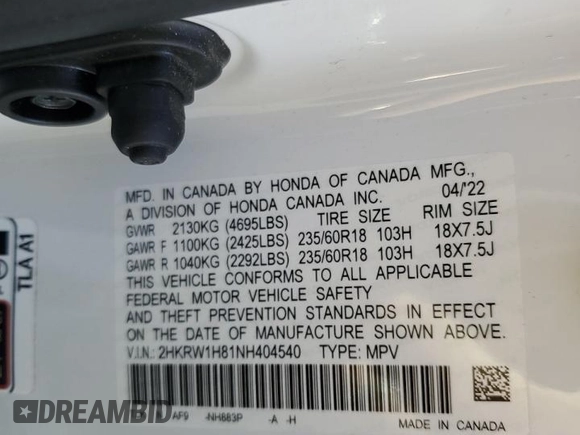 MFD. IN CANADA BY HONDA OF CANADA MFG.,
A DIVISION OF HONDA CANADA INC. 04/'22
GVWR 2130KG (4695LBS) TIRE SIZE RIM SIZE
GAWR F 1100KG (2425LBS) 235/60R18 103H 18X7.5J
GAWR R 1040KG (2292LBS) 235/60R18 103H 18X7.5J
THIS VEHICLE CONFORMS TO ALL APPLICABLE
FEDERAL MOTOR VEHICLE SAFETY
AND THEFT PREVENTION STANDARDS IN EFFECT
ON THE DATE OF MANUFACTURE SHOWN ABOVE.
V.I.N.: 2HKRW1H81NH404540 TYPE: MPV
AF9 -NH883P -A -H
MADE IN CANADA
TLA A1
DREAMBID